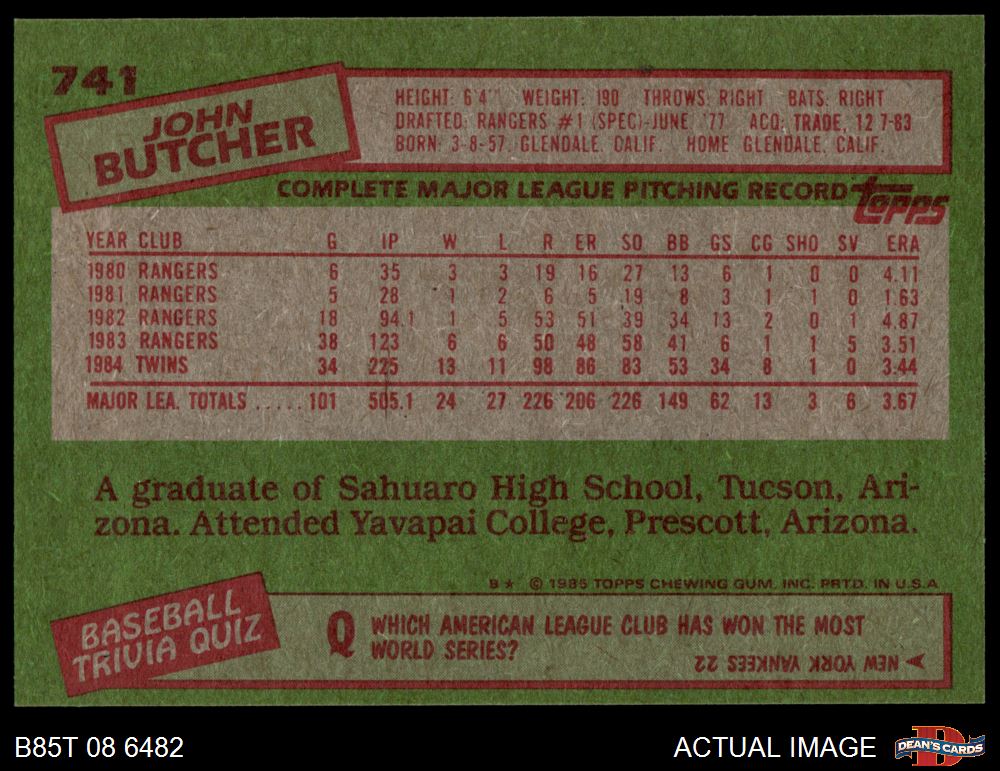 741
JOHN
BUTCHER
HEIGHT: 6'4" WEIGHT: 190 THROWS: RIGHT BATS: RIGHT
DRAFTED: RANGERS #1 (SPEC)-JUNE, '77 ACQ: TRADE, 12-7-83
BORN: 3-8-57, GLENDALE, CALIF. HOME: GLENDALE, CALIF.
COMPLETE MAJOR LEAGUE PITCHING RECORD topps
YEAR CLUB G IP W L R ER SO BB GS CG SHO SV ERA
1980 RANGERS 6 35 3 3 19 16 27 13 6 1 0 0 4.11
1981 RANGERS 5 28 1 2 6 5 19 8 3 1 1 0 1.63
1982 RANGERS 18 94.1 1 5 53 51 39 34 13 2 0 1 4.87
1983 RANGERS 38 123 6 6 50 48 58 41 6 1 1 5 3.51
1984 TWINS 34 225 13 11 98 86 83 53 34 8 1 0 3.44
MAJOR LEA. TOTALS ..... 101 505.1 24 27 226 206 226 149 62 13 3 6 3.67
A graduate of Sahuaro High School, Tucson, Ari-
zona. Attended Yavapai College, Prescott, Arizona.
B* © 1985 TOPPS CHEWING GUM, INC. PRTD. IN U.S.A
BASEBALL
TRIVIA QUIZ
Q WHICH AMERICAN LEAGUE CLUB HAS WON THE MOST
WORLD SERIES?
A NEW YORK YANKEES 22
B85T 08 6482
ACTUAL IMAGE
D
DEAN'S CARDS